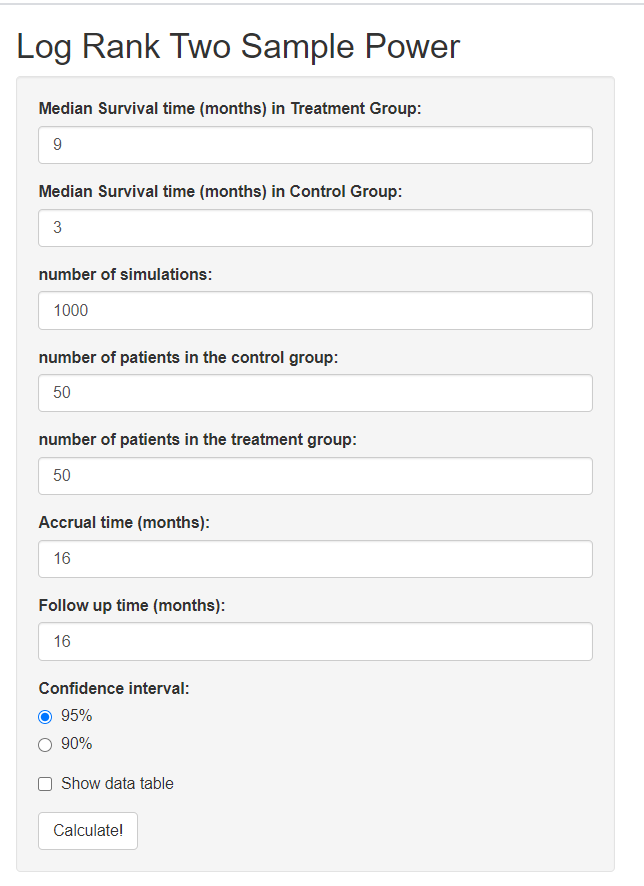 Log Rank Two Sample Power
Median Survival time (months) in Treatment Group:
9
Median Survival time (months) in Control Group:
3
number of simulations:
1000
number of patients in the control group:
50
number of patients in the treatment group:
50
Accrual time (months):
16
Follow up time (months):
16
Confidence interval:
95%
90%
Show data table
Calculate!